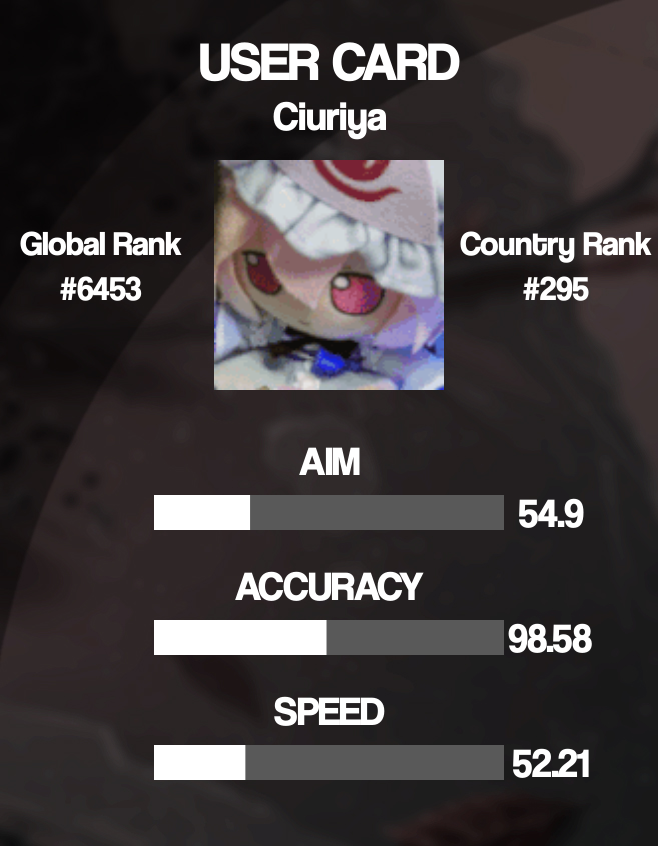 USER CARD
Ciuriya
Global Rank
#6453
Country Rank
#295
AIM
54.9
ACCURACY
98.58
SPEED
52.21